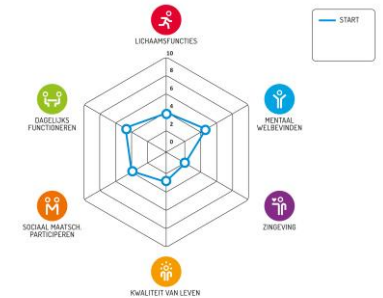 START
LICHAAMSFUNCTIES
10
8
6
4
2
0
DAGELIJKS
FUNCTIONEREN
MENTAAL
WELBEVINDEN
SOCIAAL MAATSCH.
PARTICIPEREN
ZINGEVING
KWALITEIT VAN LEVEN